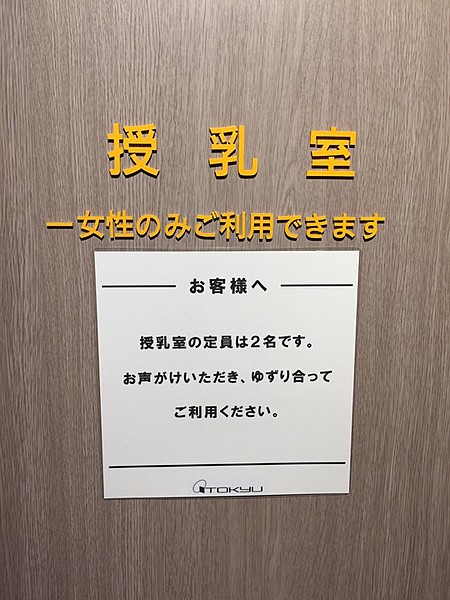 授乳室
ー女性のみご利用できます
お客様へ
授乳室の定員は2名です。
お声がけいただき、ゆずり合って
ご利用ください。
TOKYU